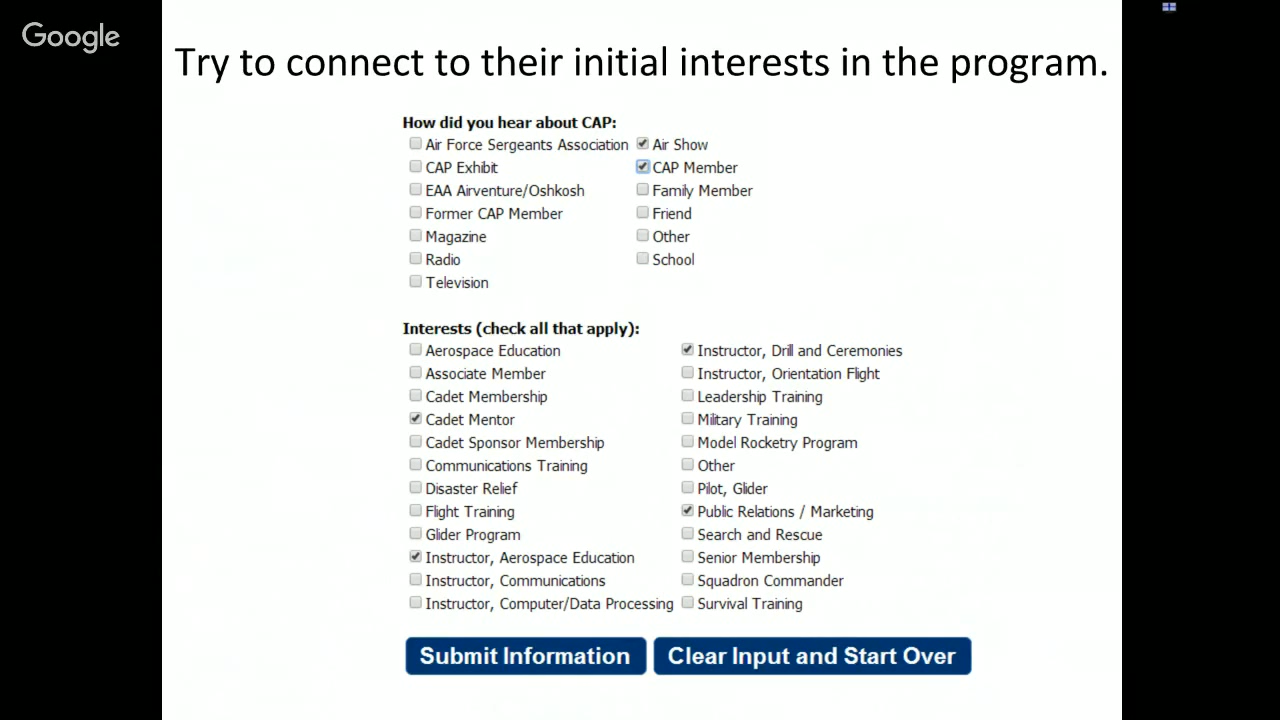 Google
Try to connect to their initial interests in the program.
How did you hear about CAP:
Air Force Sergeants Association Air Show
CAP Exhibit CAP Member
EAA Airventure/Oshkosh Family Member
Former CAP Member Friend
Magazine Other
Radio School
Television
Interests (check all that apply):
Aerospace Education Instructor, Drill and Ceremonies
Associate Member Instructor, Orientation Flight
Cadet Membership Leadership Training
Cadet Mentor Military Training
Cadet Sponsor Membership Model Rocketry Program
Communications Training Other
Disaster Relief Pilot, Glider
Flight Training Public Relations / Marketing
Glider Program Search and Rescue
Instructor, Aerospace Education Senior Membership
Instructor, Communications Squadron Commander
Instructor, Computer/Data Processing Survival Training
Submit Information Clear Input and Start Over